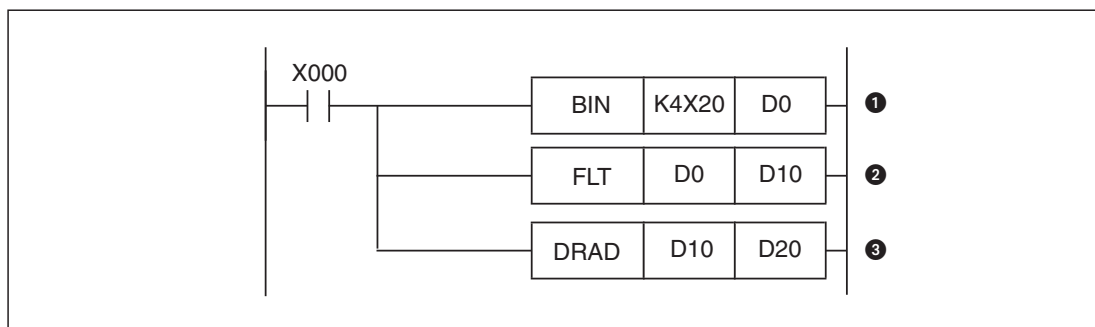 X000
BIN K4X20 D0 ❶
FLT D0 D10 ❷
DRAD D10 D20 ❸